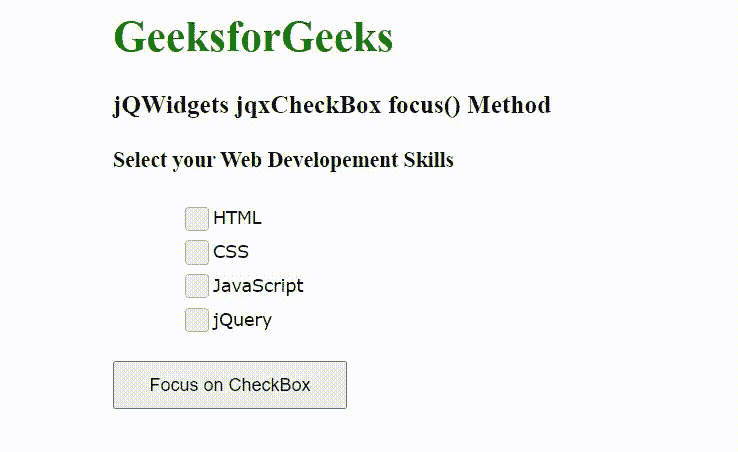 GeeksforGeeks
jQWidgets jqxCheckBox focus() Method
Select your Web Developement Skills
HTML
CSS
JavaScript
jQuery
Focus on CheckBox